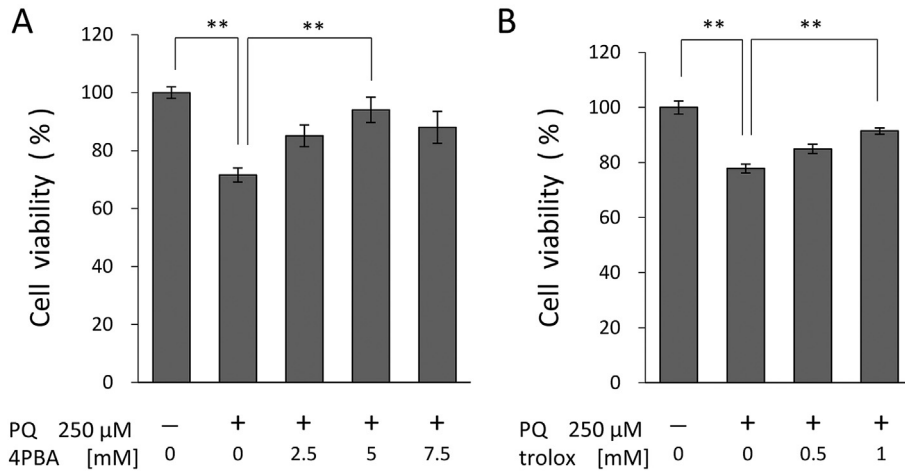 A
** **
120
100
80
60
40
20
0
Cell viability (%)
PQ 250 μM − + + + +
4PBA [mM] 0 0 2.5 5 7.5
B
** **
120
100
80
60
40
20
0
Cell viability (%)
PQ 250 μM − + + +
trolox [mM] 0 0 0.5 1